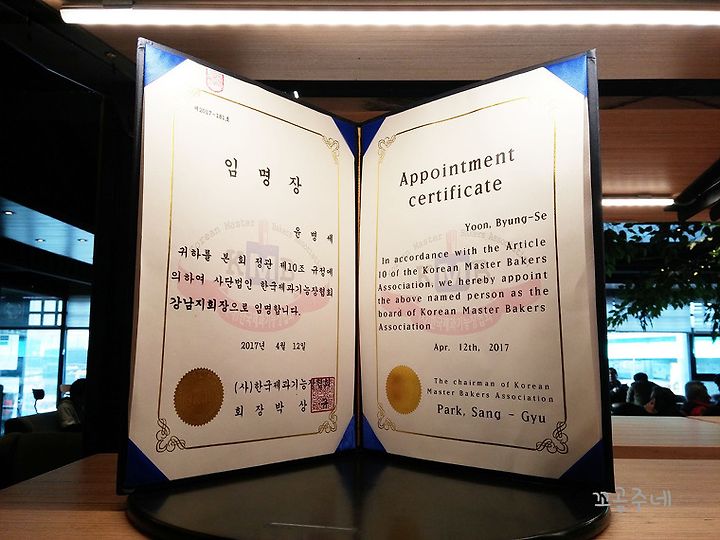 제2017-181호
임 명 장
윤 병 세
귀하를 본 회 정관 제10조 규정에
의하여 사단법인 한국제과기능장협회
강남지회장으로 임명합니다.
2017년 4월 12일
(사)한국제과기능장협회
회 장 박 상 규
Appointment
certificate
Yoon, Byung-Se
In accordance with the Article
10 of the Korean Master Bakers
Association, we hereby appoint
the above named person as the
board of Korean Master Bakers
Association
Apr. 12th, 2017
The chairman of Korean
Master Bakers Association
Park, Sang - Gyu
꼬곰주네